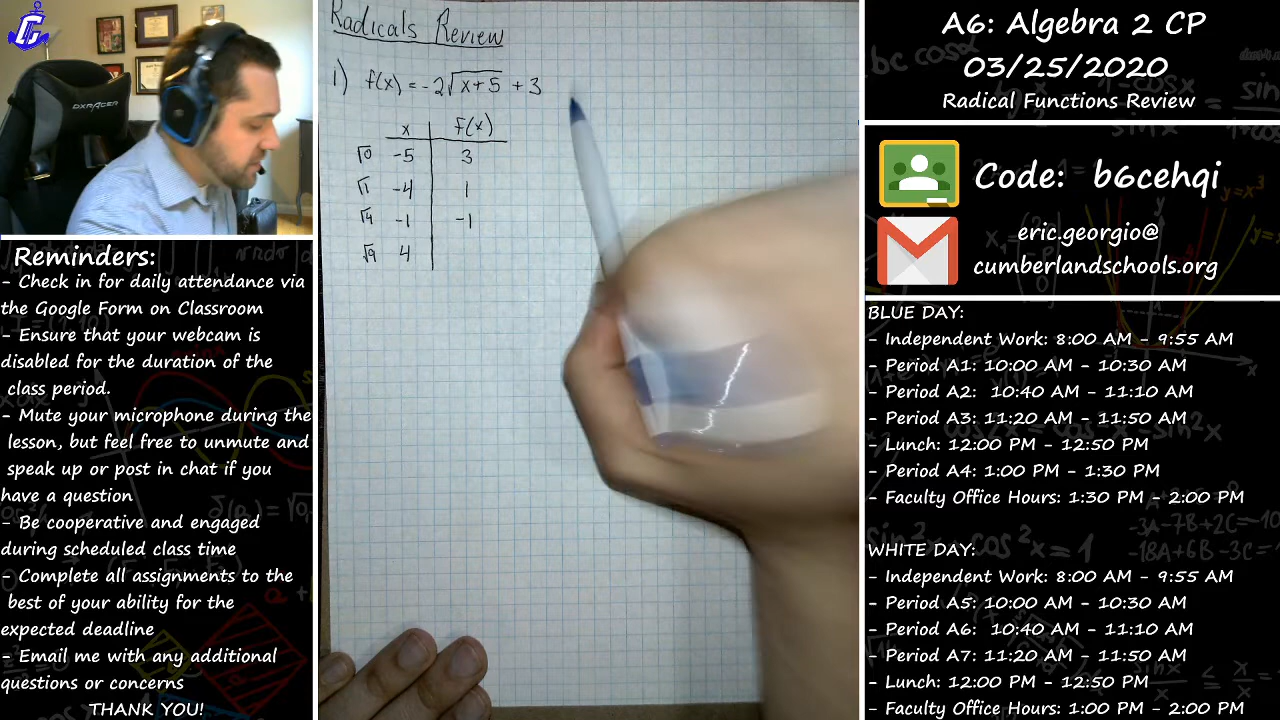 Radicals Review
1) f(x) = -2√x+5 + 3
x f(x)
√0 -5 3
√1 -4 1
√4 -1 -1
√9 4
DXRACER
Reminders:
- Check in for daily attendance via
the Google Form on Classroom
- Ensure that your webcam is
disabled for the duration of the
class period.
- Mute your microphone during the
lesson, but feel free to unmute and
speak up or post in chat if you
have a question
- Be cooperative and engaged
during scheduled class time
- Complete all assignments to the
best of your ability for the
expected deadline
- Email me with any additional
questions or concerns
THANK YOU!
A6: Algebra 2 CP
03/25/2020
Radical Functions Review
Code: b6cehqi
eric.georgio@
cumberlandschools.org
BLUE DAY:
- Independent Work: 8:00 AM - 9:55 AM
- Period A1: 10:00 AM - 10:30 AM
- Period A2: 10:40 AM - 11:10 AM
- Period A3: 11:20 AM - 11:50 AM
- Lunch: 12:00 PM - 12:50 PM
- Period A4: 1:00 PM - 1:30 PM
- Faculty Office Hours: 1:30 PM - 2:00 PM
WHITE DAY:
- Independent Work: 8:00 AM - 9:55 AM
- Period A5: 10:00 AM - 10:30 AM
- Period A6: 10:40 AM - 11:10 AM
- Period A7: 11:20 AM - 11:50 AM
- Lunch: 12:00 PM - 12:50 PM
- Faculty Office Hours: 1:00 PM - 2:00 PM